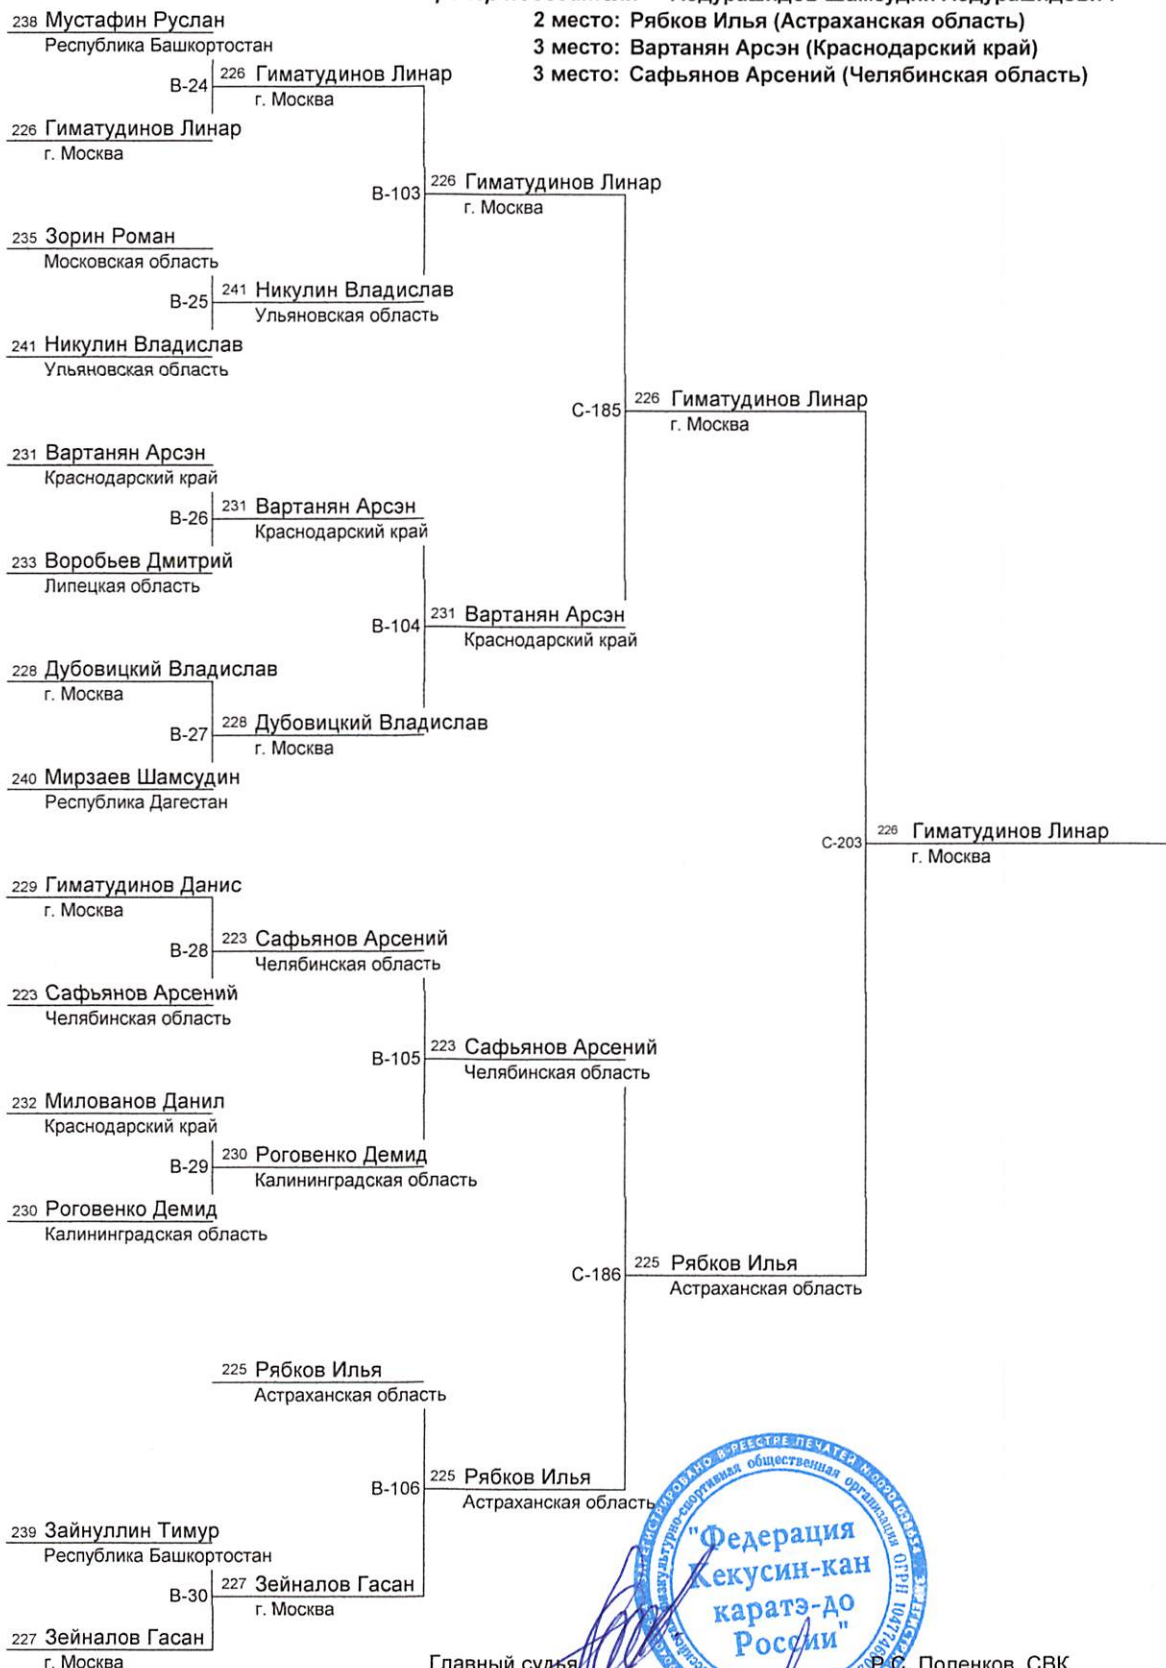 238 Мустафин Руслан
Республика Башкортостан
2 место: Рябков Илья (Астраханская область)
3 место: Вартанян Арсэн (Краснодарский край)
3 место: Сафьянов Арсений (Челябинская область)
В-24
226 Гиматудинов Линар
г. Москва
226 Гиматудинов Линар
г. Москва
В-103
226 Гиматудинов Линар
г. Москва
235 Зорин Роман
Московская область
В-25
241 Никулин Владислав
Ульяновская область
241 Никулин Владислав
Ульяновская область
С-185
226 Гиматудинов Линар
г. Москва
231 Вартанян Арсэн
Краснодарский край
В-26
231 Вартанян Арсэн
Краснодарский край
233 Воробьев Дмитрий
Липецкая область
В-104
231 Вартанян Арсэн
Краснодарский край
228 Дубовицкий Владислав
г. Москва
В-27
228 Дубовицкий Владислав
г. Москва
240 Мирзаев Шамсудин
Республика Дагестан
С-203
226 Гиматудинов Линар
г. Москва
229 Гиматудинов Данис
г. Москва
В-28
223 Сафьянов Арсений
Челябинская область
223 Сафьянов Арсений
Челябинская область
В-105
223 Сафьянов Арсений
Челябинская область
232 Милованов Данил
Краснодарский край
В-29
230 Роговенко Демид
Калининградская область
230 Роговенко Демид
Калининградская область
С-186
225 Рябков Илья
Астраханская область
225 Рябков Илья
Астраханская область
В-106
225 Рябков Илья
Астраханская область
239 Зайнуллин Тимур
Республика Башкортостан
В-30
227 Зейналов Гасан
г. Москва
227 Зейналов Гасан
г. Москва
"Федерация
Кекусин-кан
каратэ-до
России"
Главный судья
Р.С. Поленков, СВК